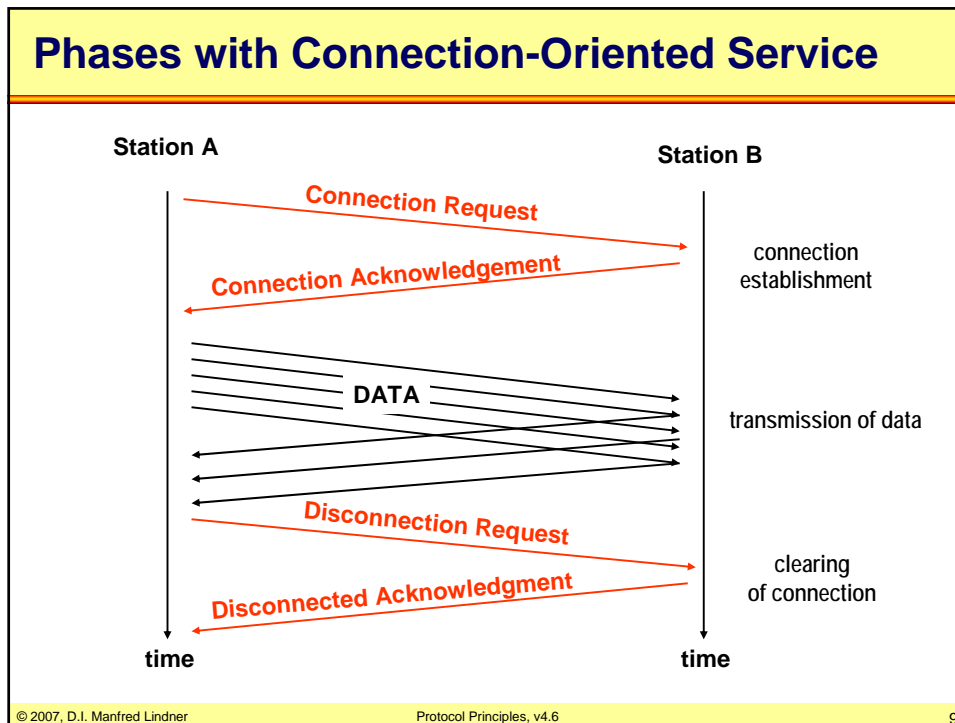 Phases with Connection-Oriented Service
Station A
Station B
Connection Request
connection
establishment
Connection Acknowledgement
DATA
transmission of data
Disconnection Request
clearing
of connection
Disconnected Acknowledgment
time
time
© 2007, D.I. Manfred Lindner
Protocol Principles, v4.6
9